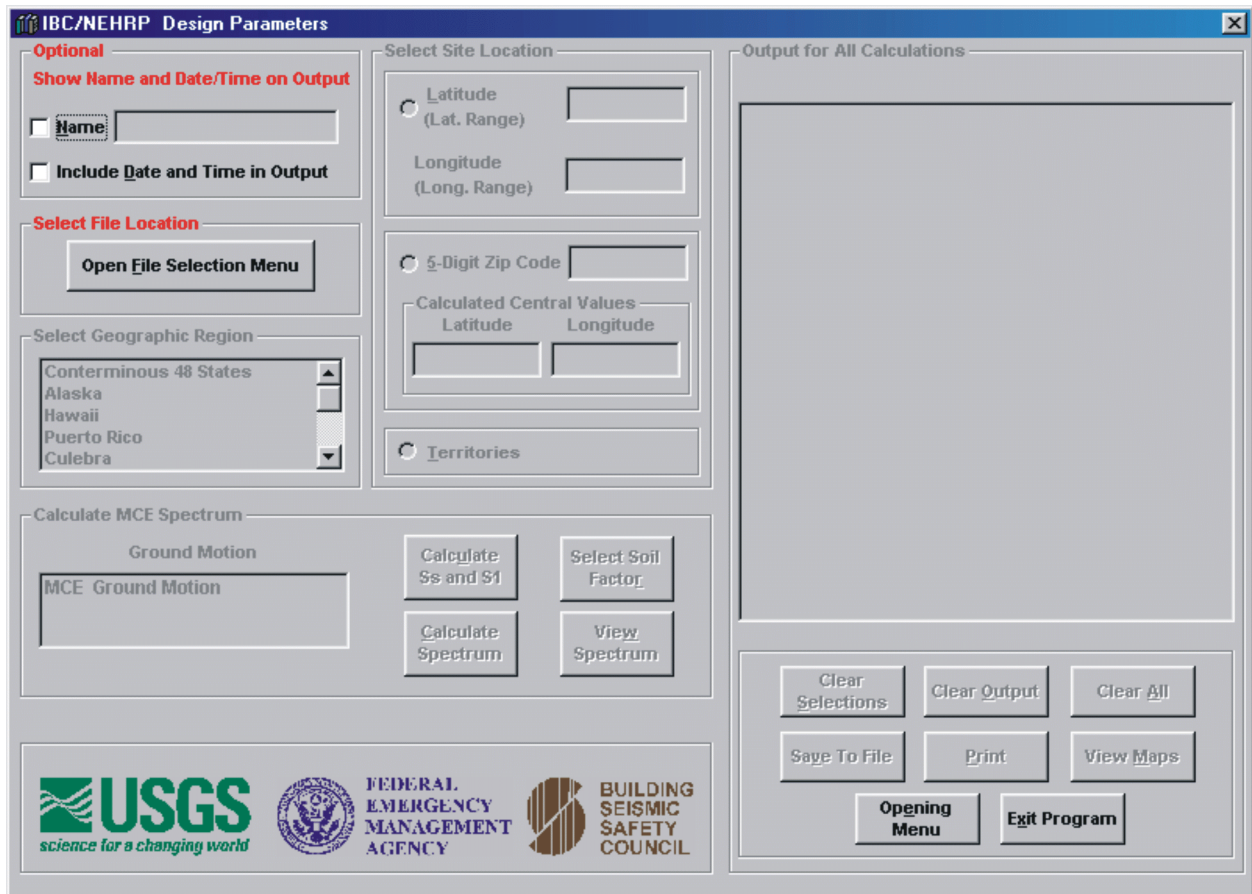 IBC/NEHRP Design Parameters
Optional
Show Name and Date/Time on Output
Name
Include Date and Time in Output
Select File Location
Open File Selection Menu
Select Geographic Region
Conterminous 48 States
Alaska
Hawaii
Puerto Rico
Culebra
Select Site Location
Latitude
(Lat. Range)
Longitude
(Long. Range)
5-Digit Zip Code
Calculated Central Values
Latitude Longitude
Territories
Calculate MCE Spectrum
Ground Motion
MCE Ground Motion
Calculate
Ss and S1
Select Soil
Factor
Calculate
Spectrum
View
Spectrum
Output for All Calculations
Clear
Selections
Clear Output
Clear All
Save To File
Print
View Maps
Opening
Menu
Exit Program
USGS
science for a changing world
FEDERAL
EMERGENCY
MANAGEMENT
AGENCY
BUILDING
SEISMIC
SAFETY
COUNCIL